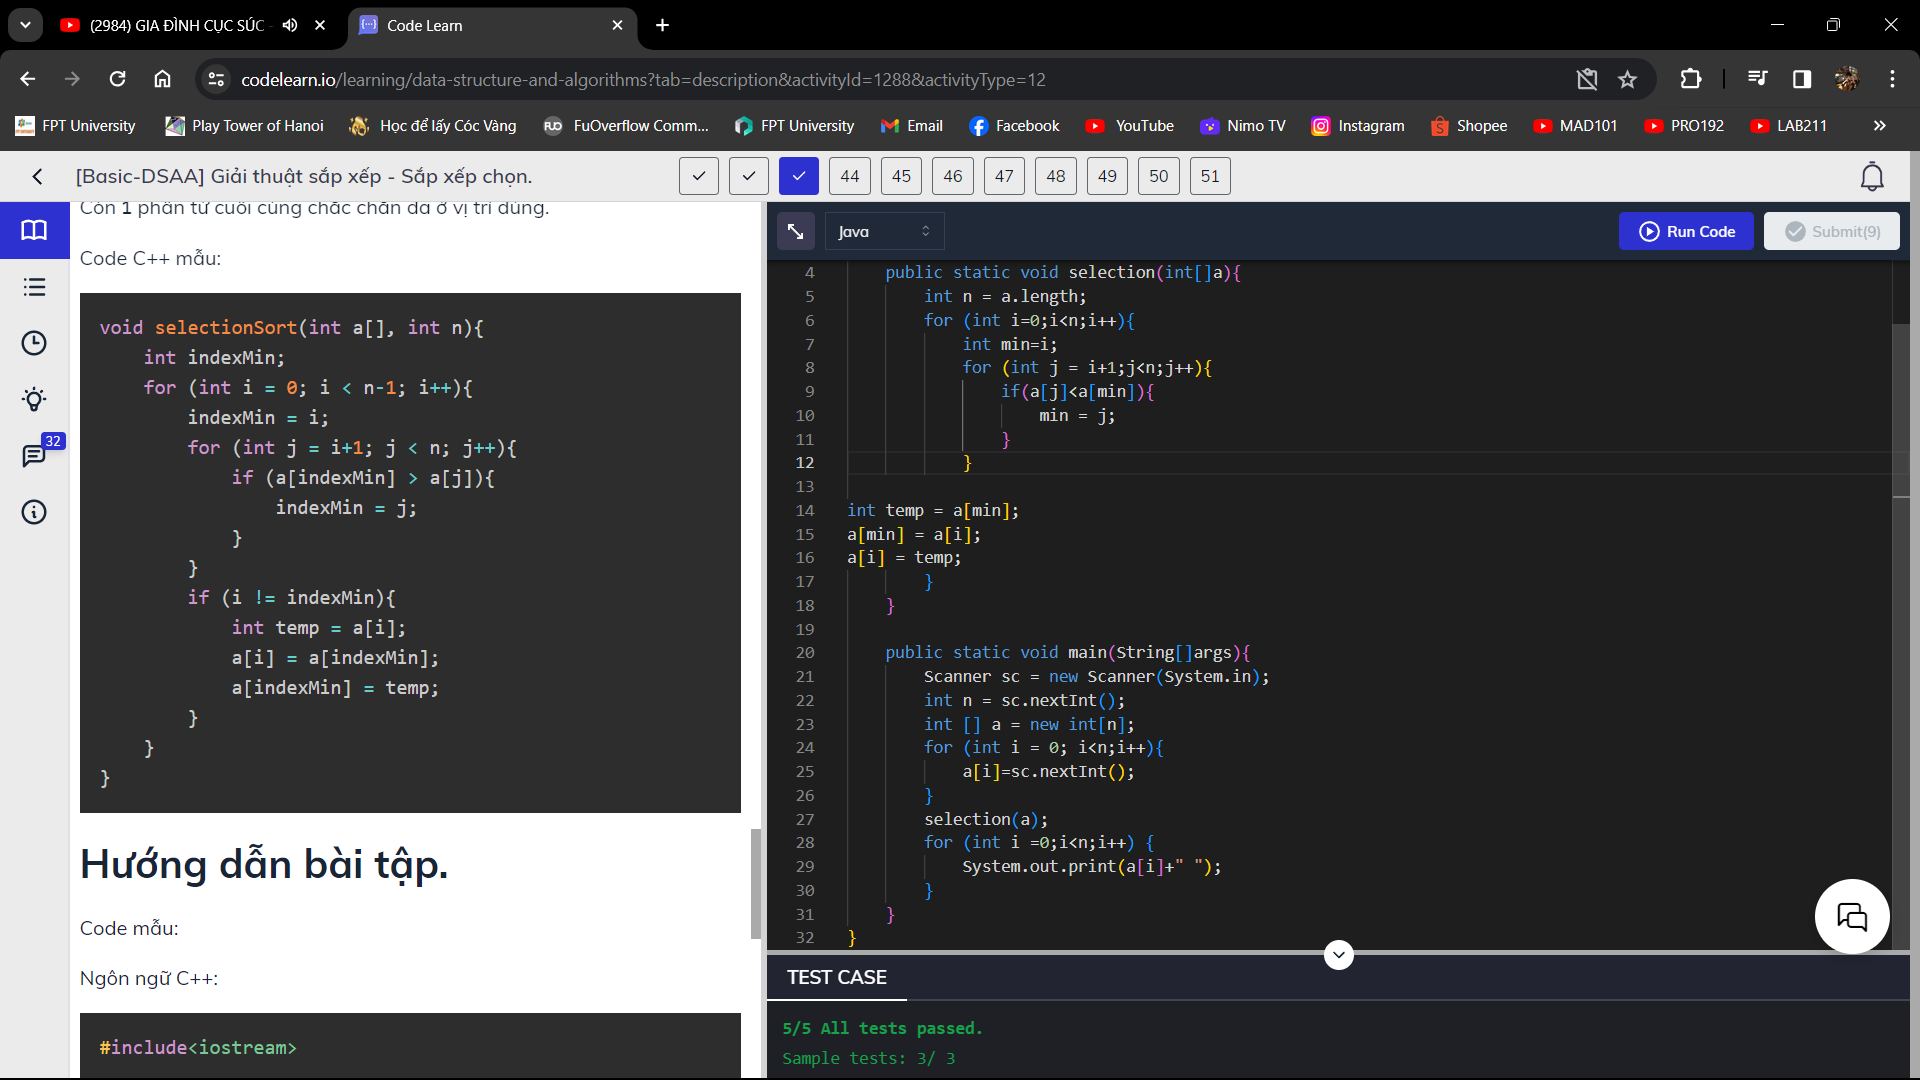 (2984) GIA ĐÌNH CỤC SÚC -
Code Learn
codelearn.io/learning/data-structure-and-algorithms?tab=description&activityId=1288&activityType=12
FPT University
Play Tower of Hanoi
Học để lấy Cóc Vàng
FuOverflow Comm...
FPT University
Email
Facebook
YouTube
Nimo TV
Instagram
Shopee
MAD101
PRO192
LAB211
[Basic-DSAA] Giải thuật sắp xếp - Sắp xếp chọn.
44 45 46 47 48 49 50 51
Còn 1 phần tử cuối cùng chắc chắn đã ở vị trí đúng.
Code C++ mẫu:
void selectionSort(int a[], int n){
    int indexMin;
    for (int i = 0; i < n-1; i++){
        indexMin = i;
        for (int j = i+1; j < n; j++){
            if (a[indexMin] > a[j]){
                indexMin = j;
            }
        }
        if (i != indexMin){
            int temp = a[i];
            a[i] = a[indexMin];
            a[indexMin] = temp;
        }
    }
}
Hướng dẫn bài tập.
Code mẫu:
Ngôn ngữ C++:
#include<iostream>
32
Java
Run Code
Submit(9)
4     public static void selection(int[]a){
5         int n = a.length;
6         for (int i=0;i<n;i++){
7             int min=i;
8             for (int j = i+1;j<n;j++){
9                 if(a[j]<a[min]){
10                     min = j;
11                 }
12             }
13
14 int temp = a[min];
15 a[min] = a[i];
16 a[i] = temp;
17         }
18     }
19
20     public static void main(String[]args){
21         Scanner sc = new Scanner(System.in);
22         int n = sc.nextInt();
23         int [] a = new int[n];
24         for (int i = 0; i<n;i++){
25             a[i]=sc.nextInt();
26         }
27         selection(a);
28         for (int i =0;i<n;i++) {
29             System.out.print(a[i]+" ");
30         }
31     }
32 }
TEST CASE
5/5 All tests passed.
Sample tests: 3/ 3